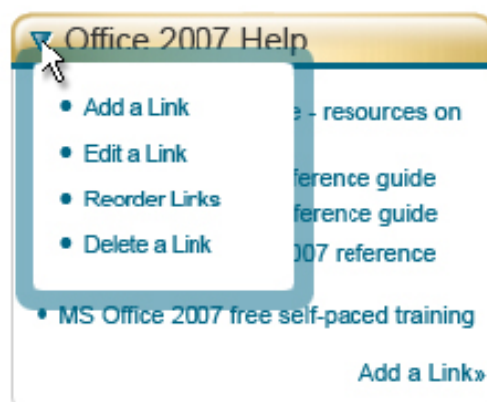 Office 2007 Help
Add a Link
e - resources on
Edit a Link
ference guide
Reorder Links
ference guide
Delete a Link
007 reference
MS Office 2007 free self-paced training
Add a Link»